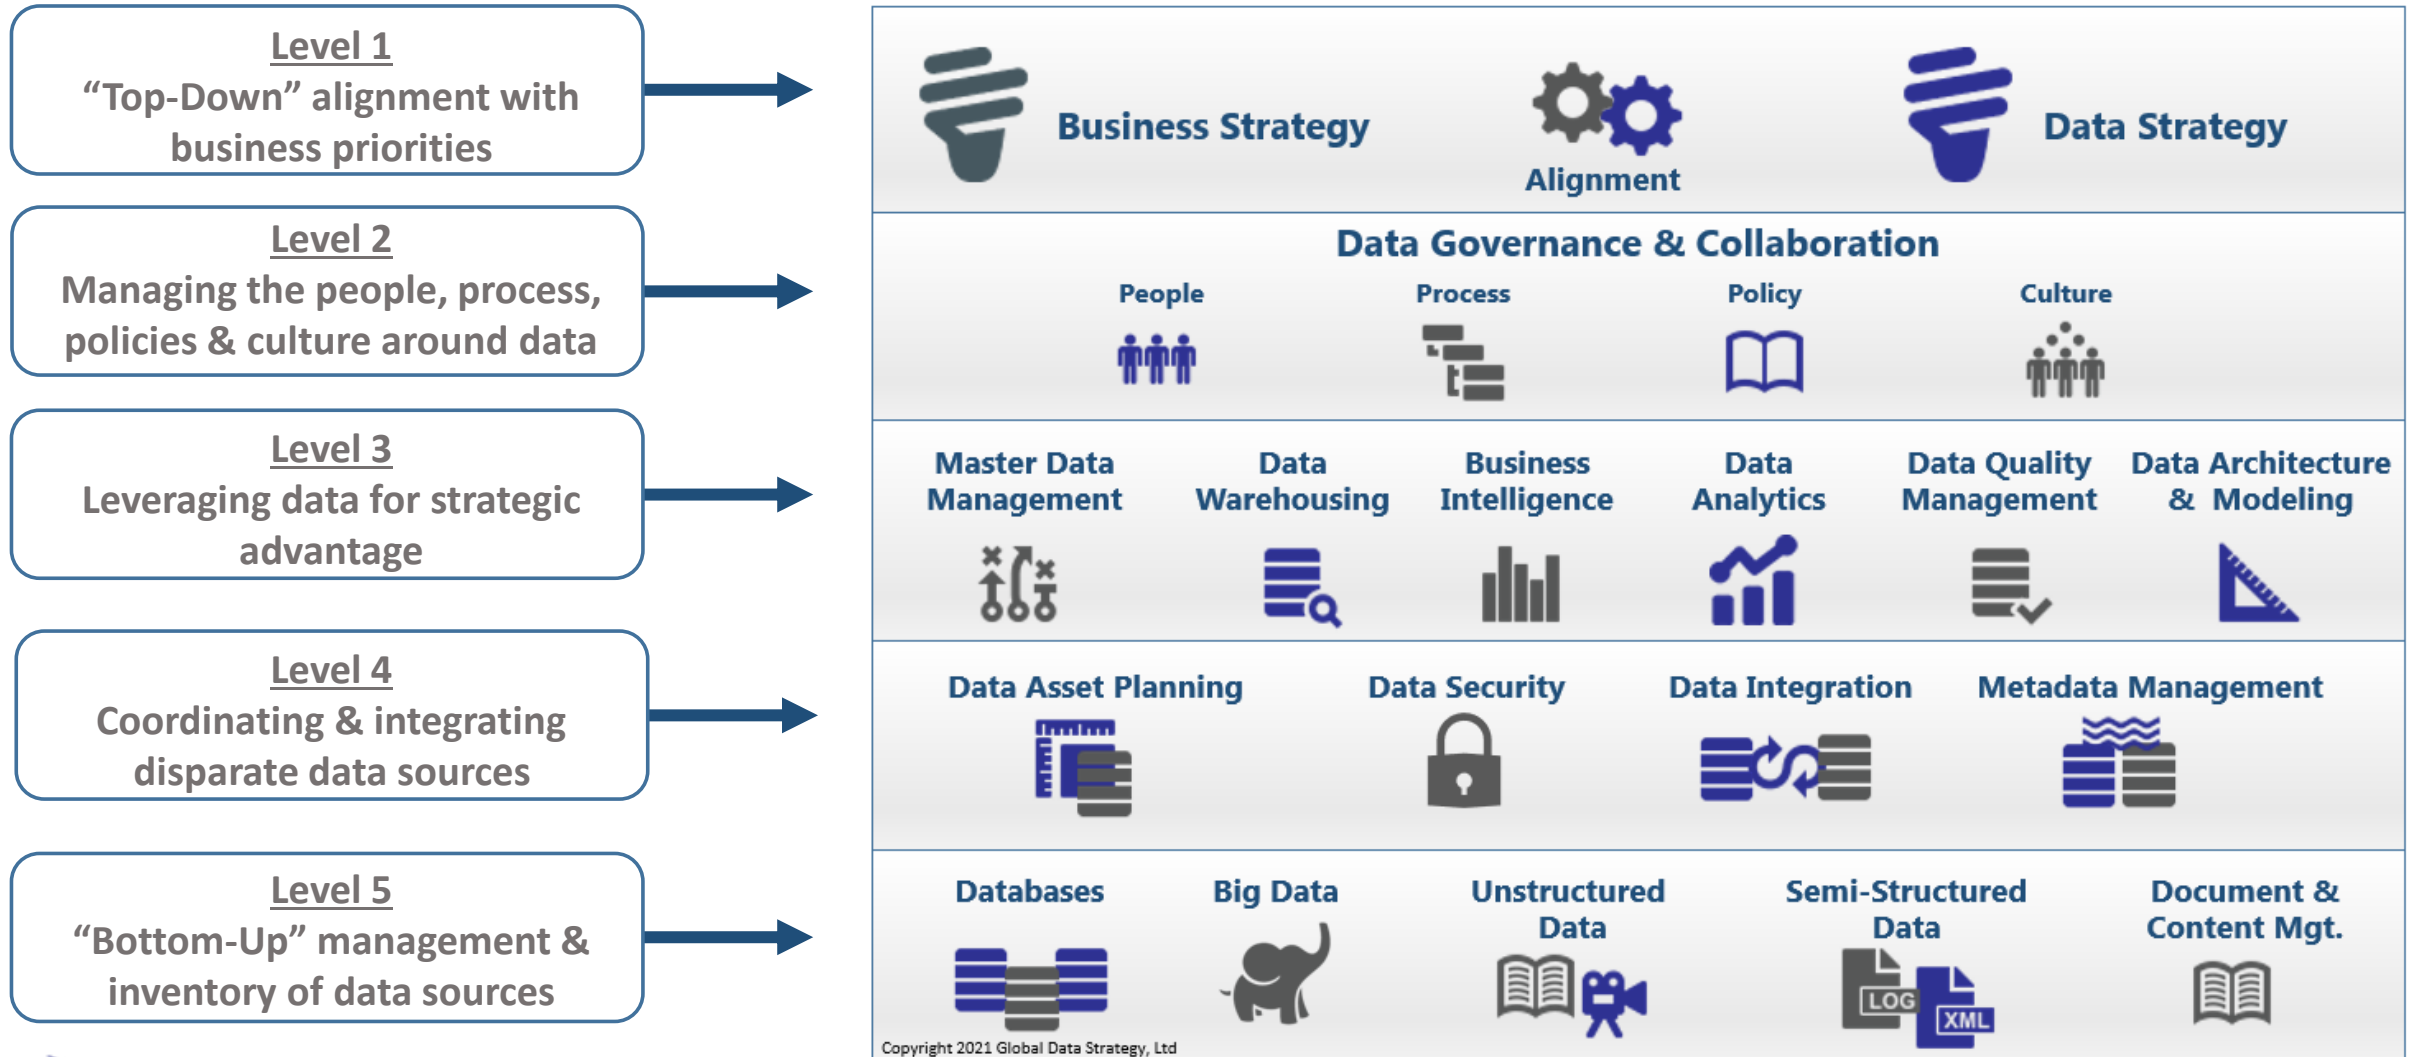 Level 1
“Top-Down” alignment with
business priorities
Business Strategy
Alignment
Data Strategy
Level 2
Managing the people, process,
policies & culture around data
Data Governance & Collaboration
People
Process
Policy
Culture
Level 3
Leveraging data for strategic
advantage
Master Data
Management
Data
Warehousing
Business
Intelligence
Data
Analytics
Data Quality
Management
Data Architecture
& Modeling
Level 4
Coordinating & integrating
disparate data sources
Data Asset Planning
Data Security
Data Integration
Metadata Management
Level 5
“Bottom-Up” management &
inventory of data sources
Databases
Big Data
Unstructured
Data
Semi-Structured
Data
LOG
XML
Document &
Content Mgt.
Copyright 2021 Global Data Strategy, Ltd